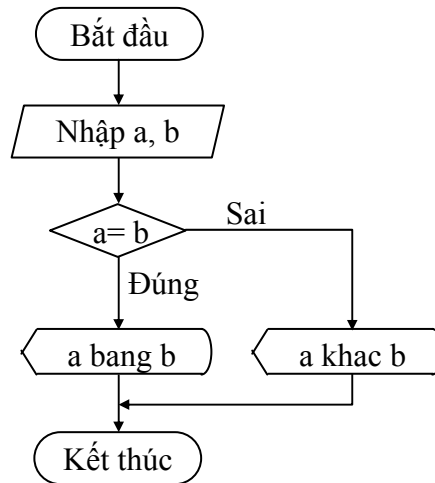 Bắt đầu
Nhập a, b
a= b
Sai
Đúng
a bang b
a khac b
Kết thúc